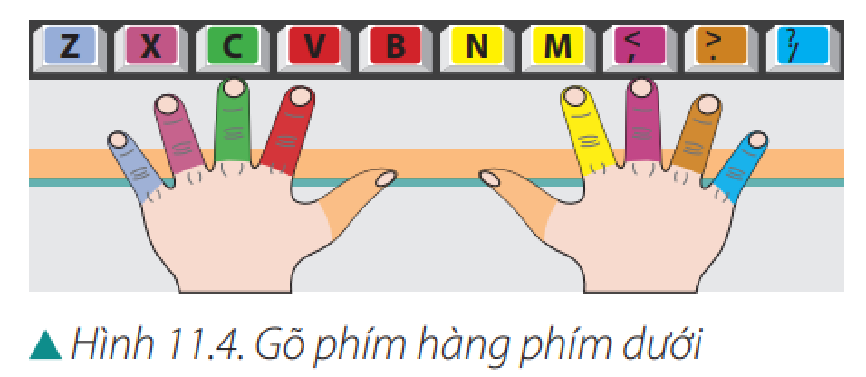 Z X C V B N M < , > . ? /
▲ Hình 11.4. Gõ phím hàng phím dưới